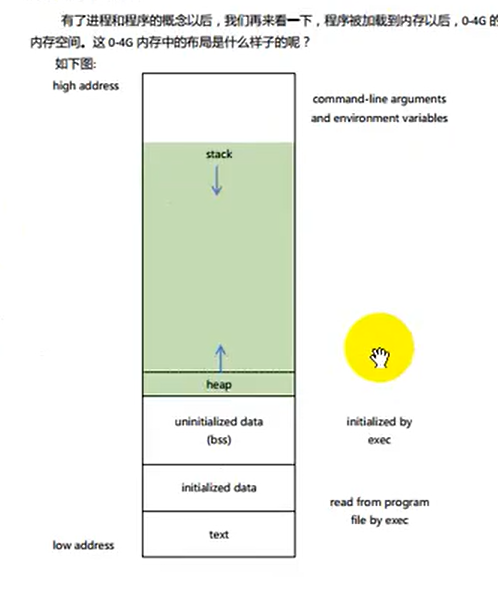 有了进程和程序的概念以后，我们再来看一下，程序被加载到内存以后，0-4G 的
内存空间。这 0-4G 内存中的布局是什么样子的呢？
如下图:
high address
command-line arguments
and environment variables
stack
heap
uninitialized data
(bss)
initialized by
exec
initialized data
read from program
file by exec
text
low address